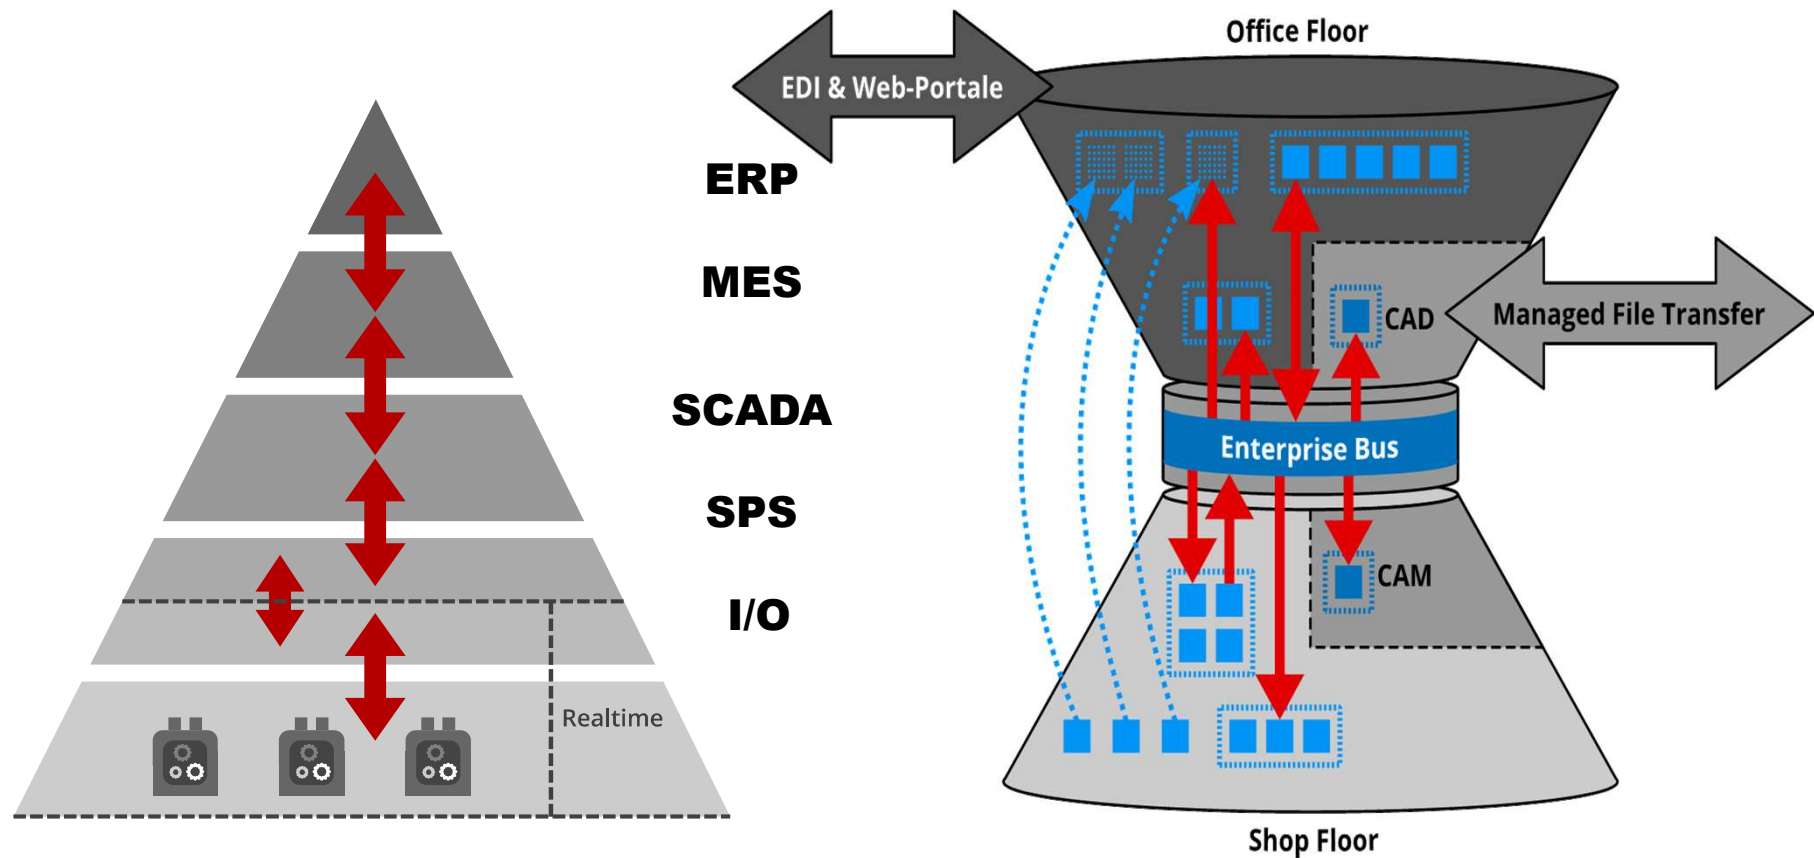 Office Floor
EDI & Web-Portale
ERP
MES
CAD
Managed File Transfer
SCADA
Enterprise Bus
SPS
CAM
I/O
Realtime
Shop Floor